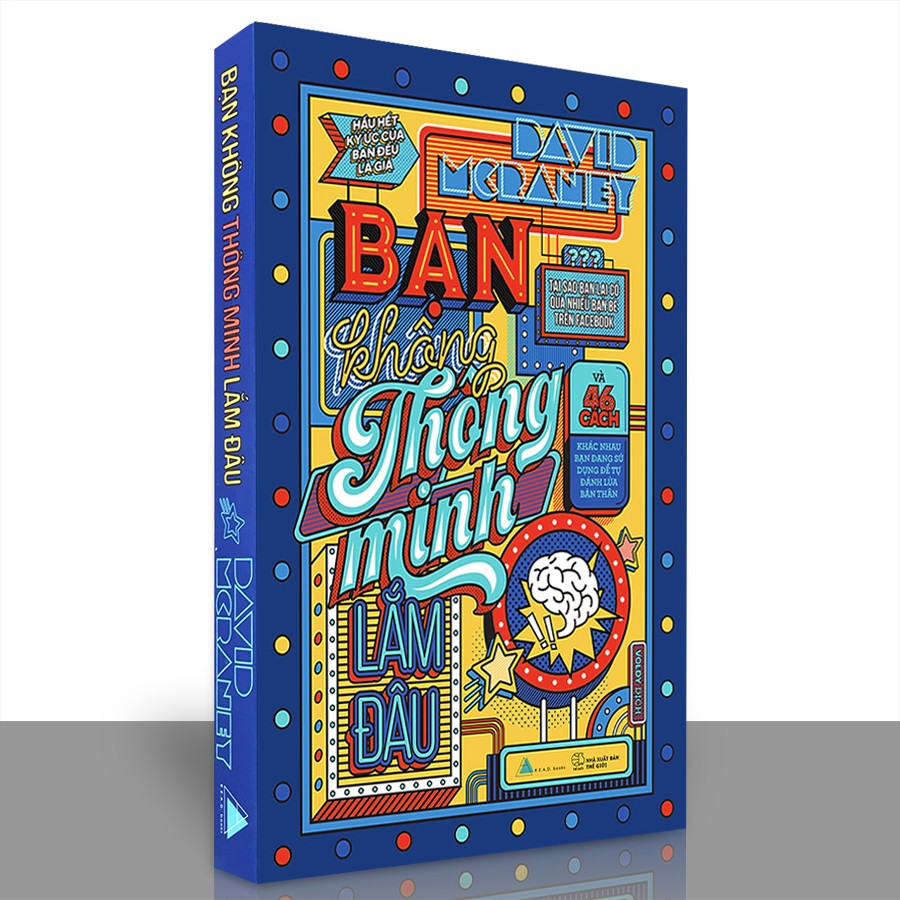 BẠN KHÔNG THÔNG MINH LẮM ĐÂU
DAVID
MCRANEY
R.E.A.D. books
HẦU HẾT
KÝ ỨC CỦA
BẠN ĐỀU
LÀ GIẢ
DAVID
MCRANEY
BẠN
không
Thông
minh
LẮM
ĐÂU
???
TẠI SAO BẠN LẠI CÓ
QUÁ NHIỀU BẠN BÈ
TRÊN FACEBOOK
VÀ
46
CÁCH
KHÁC NHAU
BẠN ĐANG SỬ
DỤNG ĐỂ TỰ
ĐÁNH LỪA
BẢN THÂN
!!
VOLDY DỊCH
R.E.A.D. books
NHÀ XUẤT BẢN
THẾ GIỚI